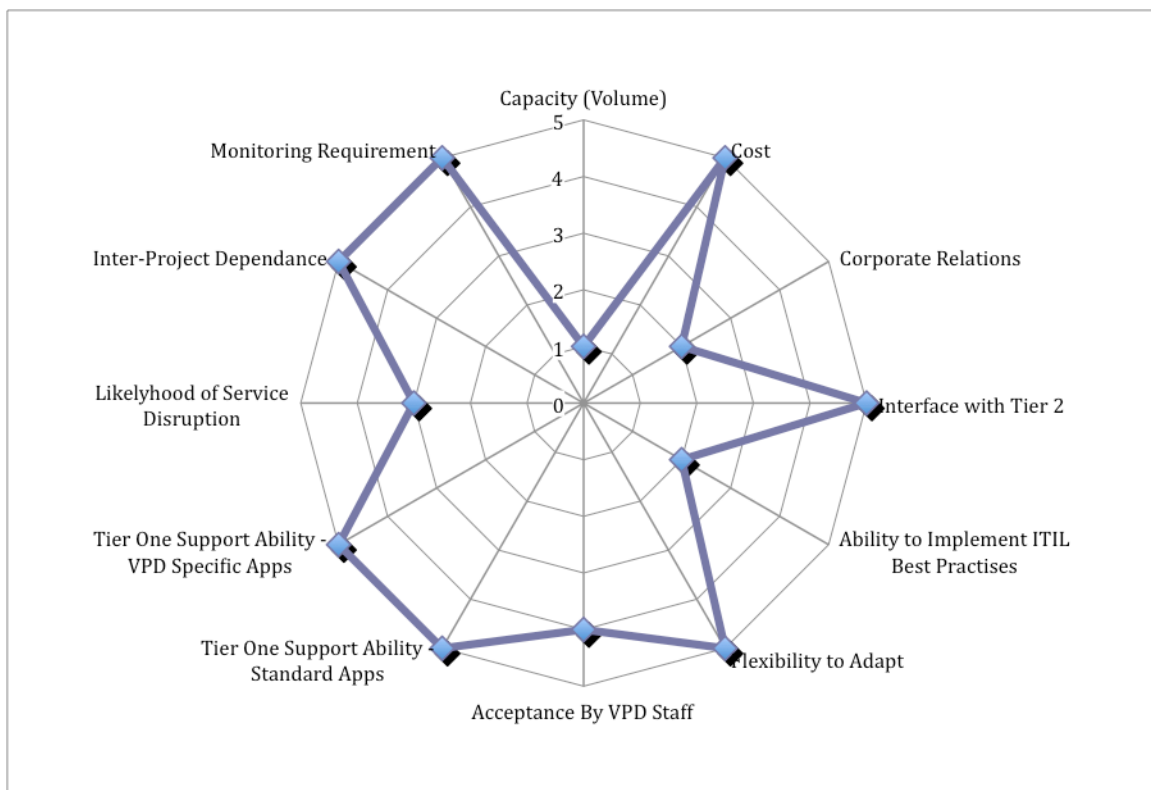 Capacity (Volume)
5
Monitoring Requirement
Cost
4
3
Inter-Project Dependance
Corporate Relations
2
1
Likelyhood of Service
Disruption
0
Interface with Tier 2
Tier One Support Ability -
VPD Specific Apps
Ability to Implement ITIL
Best Practises
Tier One Support Ability -
Standard Apps
Flexibility to Adapt
Acceptance By VPD Staff